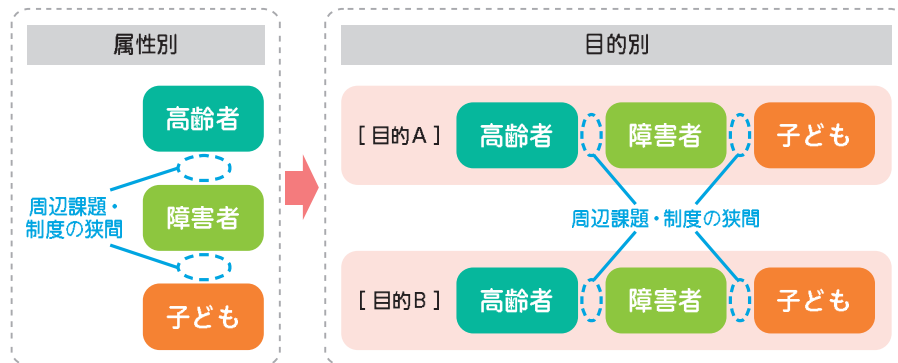 属性別
高齢者
周辺課題・
制度の狭間
障害者
子ども
目的別
[ 目的A ]
高齢者
障害者
子ども
周辺課題・制度の狭間
[ 目的B ]
高齢者
障害者
子ども